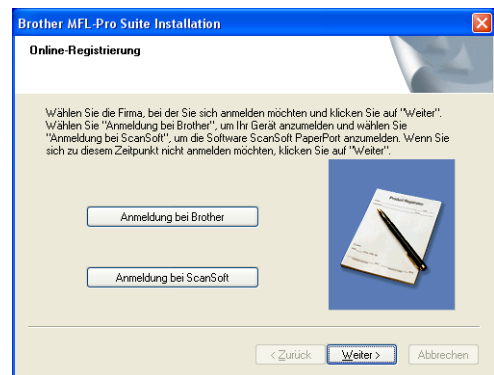 Brother MFL-Pro Suite Installation
Online-Registrierung
Wählen Sie die Firma, bei der Sie sich anmelden möchten und klicken Sie auf "Weiter".
Wählen Sie "Anmeldung bei Brother", um Ihr Gerät anzumelden und wählen Sie
"Anmeldung bei ScanSoft", um die Software ScanSoft PaperPort anzumelden. Wenn Sie
sich zu diesem Zeitpunkt nicht anmelden möchten, klicken Sie auf "Weiter".
Product Registration
Anmeldung bei Brother
Anmeldung bei ScanSoft
< Zurück
Weiter >
Abbrechen